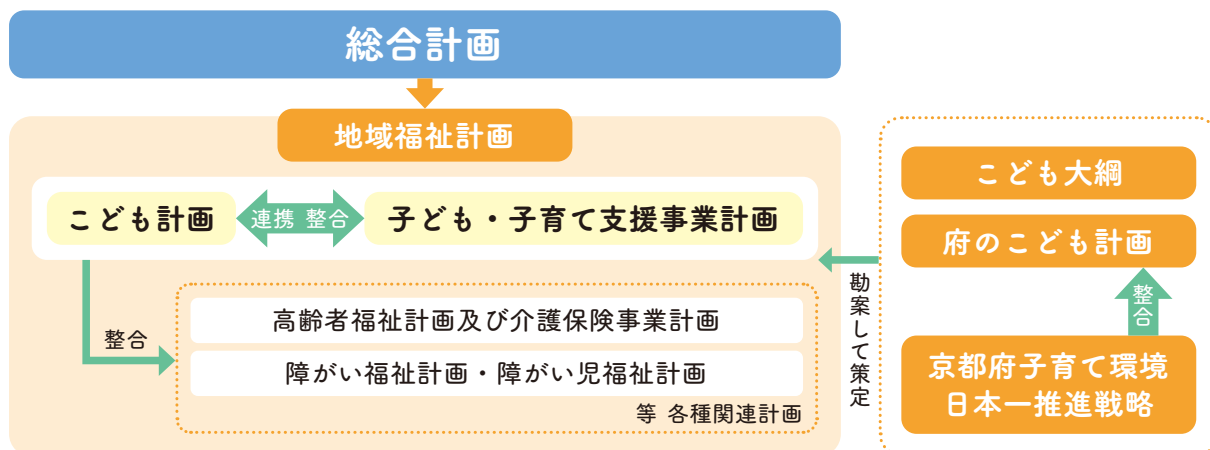 総合計画
地域福祉計画
こども計画
連携 整合
子ども・子育て支援事業計画
整合
高齢者福祉計画及び介護保険事業計画
障がい福祉計画・障がい児福祉計画
等 各種関連計画
勘案して策定
こども大綱
府のこども計画
整合
京都府子育て環境
日本一推進戦略